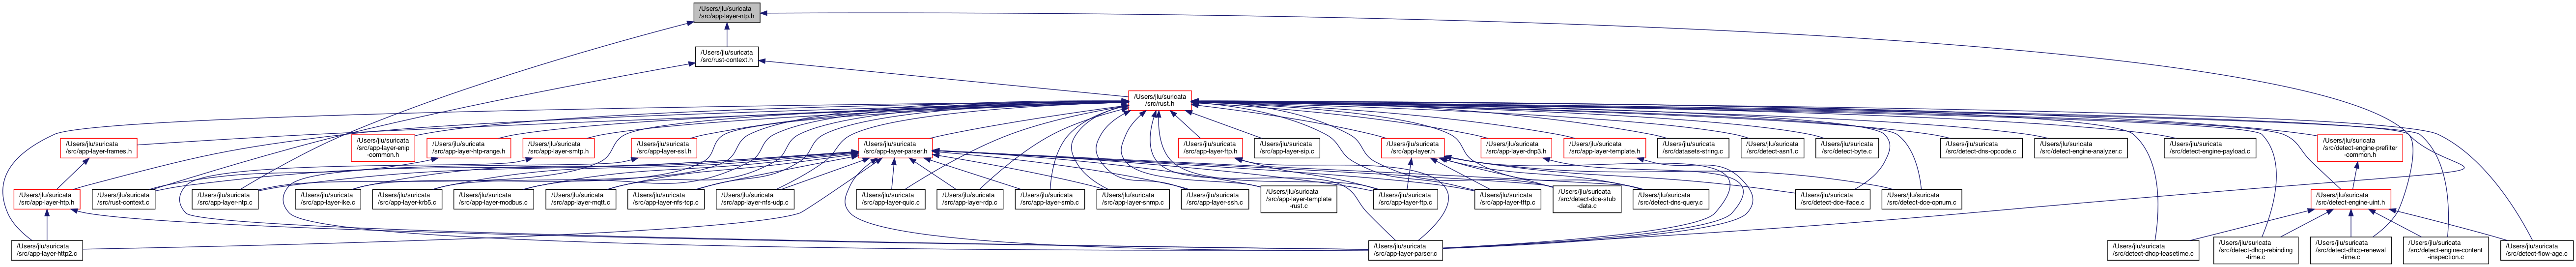 /Users/jlu/suricata
/src/app-layer-ntp.h
/Users/jlu/suricata
/src/rust-context.h
/Users/jlu/suricata
/src/rust.h
/Users/jlu/suricata
/src/app-layer-frames.h
/Users/jlu/suricata
/src/app-layer-enip
-common.h
/Users/jlu/suricata
/src/app-layer-htp-range.h
/Users/jlu/suricata
/src/app-layer-smtp.h
/Users/jlu/suricata
/src/app-layer-ssl.h
/Users/jlu/suricata
/src/app-layer-parser.h
/Users/jlu/suricata
/src/app-layer-ftp.h
/Users/jlu/suricata
/src/app-layer-sip.c
/Users/jlu/suricata
/src/app-layer.h
/Users/jlu/suricata
/src/app-layer-dnp3.h
/Users/jlu/suricata
/src/app-layer-template.h
/Users/jlu/suricata
/src/datasets-string.c
/Users/jlu/suricata
/src/detect-asn1.c
/Users/jlu/suricata
/src/detect-byte.c
/Users/jlu/suricata
/src/detect-dns-opcode.c
/Users/jlu/suricata
/src/detect-engine-analyzer.c
/Users/jlu/suricata
/src/detect-engine-payload.c
/Users/jlu/suricata
/src/detect-engine-prefilter
-common.h
/Users/jlu/suricata
/src/app-layer-htp.h
/Users/jlu/suricata
/src/rust-context.c
/Users/jlu/suricata
/src/app-layer-ntp.c
/Users/jlu/suricata
/src/app-layer-ike.c
/Users/jlu/suricata
/src/app-layer-krb5.c
/Users/jlu/suricata
/src/app-layer-modbus.c
/Users/jlu/suricata
/src/app-layer-mqtt.c
/Users/jlu/suricata
/src/app-layer-nfs-tcp.c
/Users/jlu/suricata
/src/app-layer-nfs-udp.c
/Users/jlu/suricata
/src/app-layer-quic.c
/Users/jlu/suricata
/src/app-layer-rdp.c
/Users/jlu/suricata
/src/app-layer-smb.c
/Users/jlu/suricata
/src/app-layer-snmp.c
/Users/jlu/suricata
/src/app-layer-ssh.c
/Users/jlu/suricata
/src/app-layer-template
-rust.c
/Users/jlu/suricata
/src/app-layer-ftp.c
/Users/jlu/suricata
/src/app-layer-tftp.c
/Users/jlu/suricata
/src/detect-dce-stub
-data.c
/Users/jlu/suricata
/src/detect-dns-query.c
/Users/jlu/suricata
/src/detect-dce-iface.c
/Users/jlu/suricata
/src/detect-dce-opnum.c
/Users/jlu/suricata
/src/detect-engine-uint.h
/Users/jlu/suricata
/src/app-layer-http2.c
/Users/jlu/suricata
/src/app-layer-parser.c
/Users/jlu/suricata
/src/detect-dhcp-leasetime.c
/Users/jlu/suricata
/src/detect-dhcp-rebinding
-time.c
/Users/jlu/suricata
/src/detect-dhcp-renewal
-time.c
/Users/jlu/suricata
/src/detect-engine-content
-inspection.c
/Users/jlu/suricata
/src/detect-flow-age.c